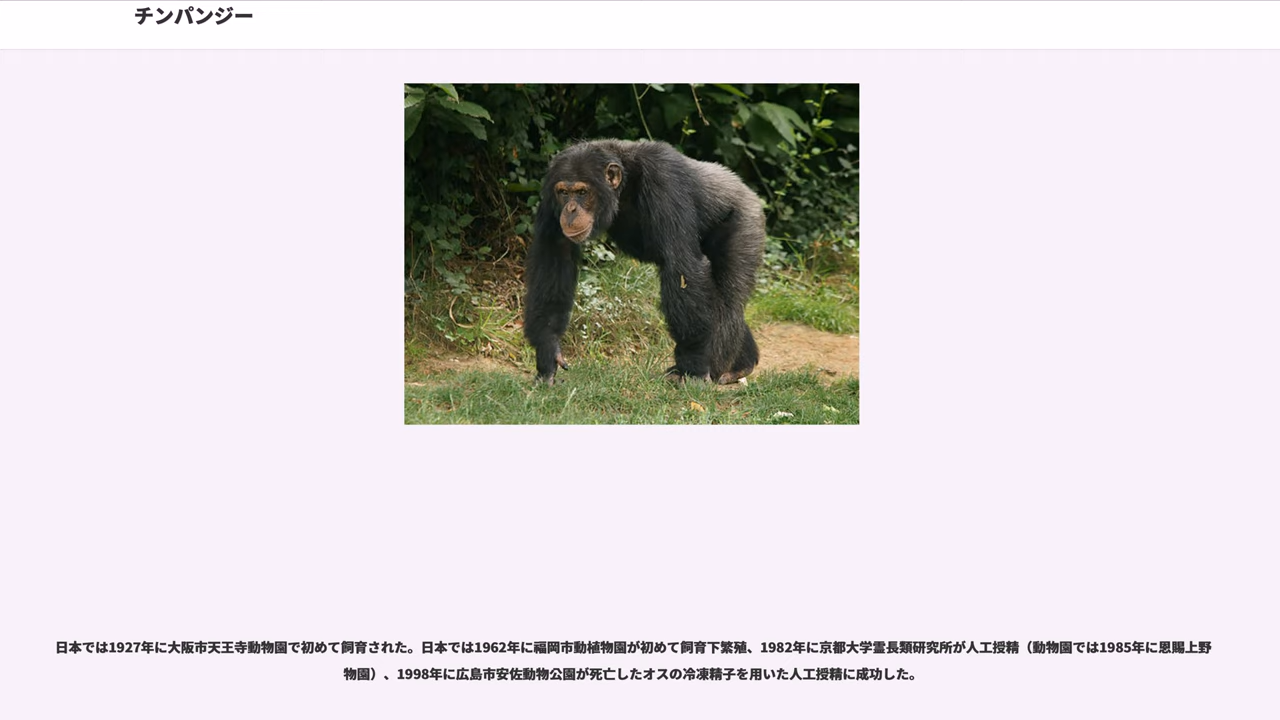 チンパンジー
日本では1927年に大阪市天王寺動物園で初めて飼育された。日本では1962年に福岡市動植物園が初めて飼育下繁殖、1982年に京都大学霊長類研究所が人工授精（動物園では1985年に恩賜上野
物園）、1998年に広島市安佐動物公園が死亡したオスの冷凍精子を用いた人工授精に成功した。